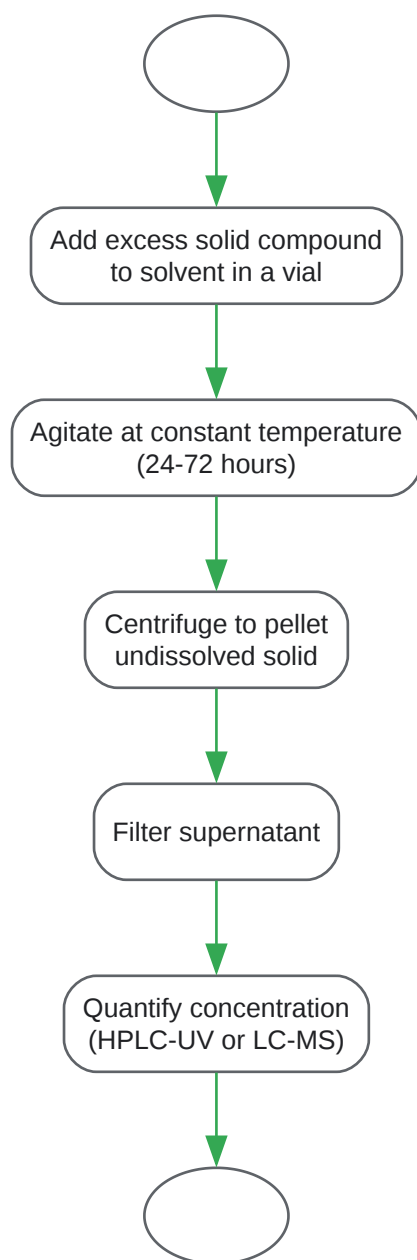 Add excess solid compound
to solvent in a vial
Agitate at constant temperature
(24-72 hours)
Centrifuge to pellet
undissolved solid
Filter supernatant
Quantify concentration
(HPLC-UV or LC-MS)